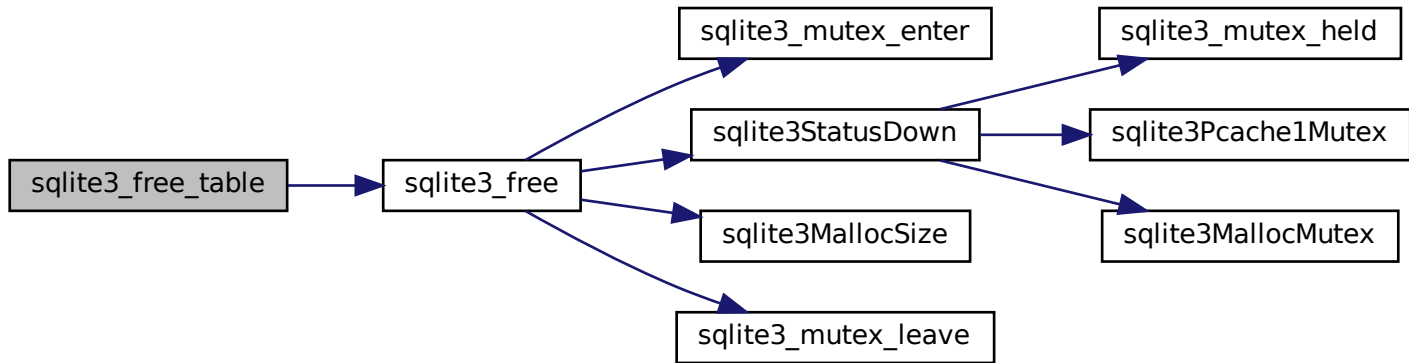 sqlite3_free_table
sqlite3_free
sqlite3_mutex_enter
sqlite3StatusDown
sqlite3MallocSize
sqlite3_mutex_leave
sqlite3_mutex_held
sqlite3Pcache1Mutex
sqlite3MallocMutex